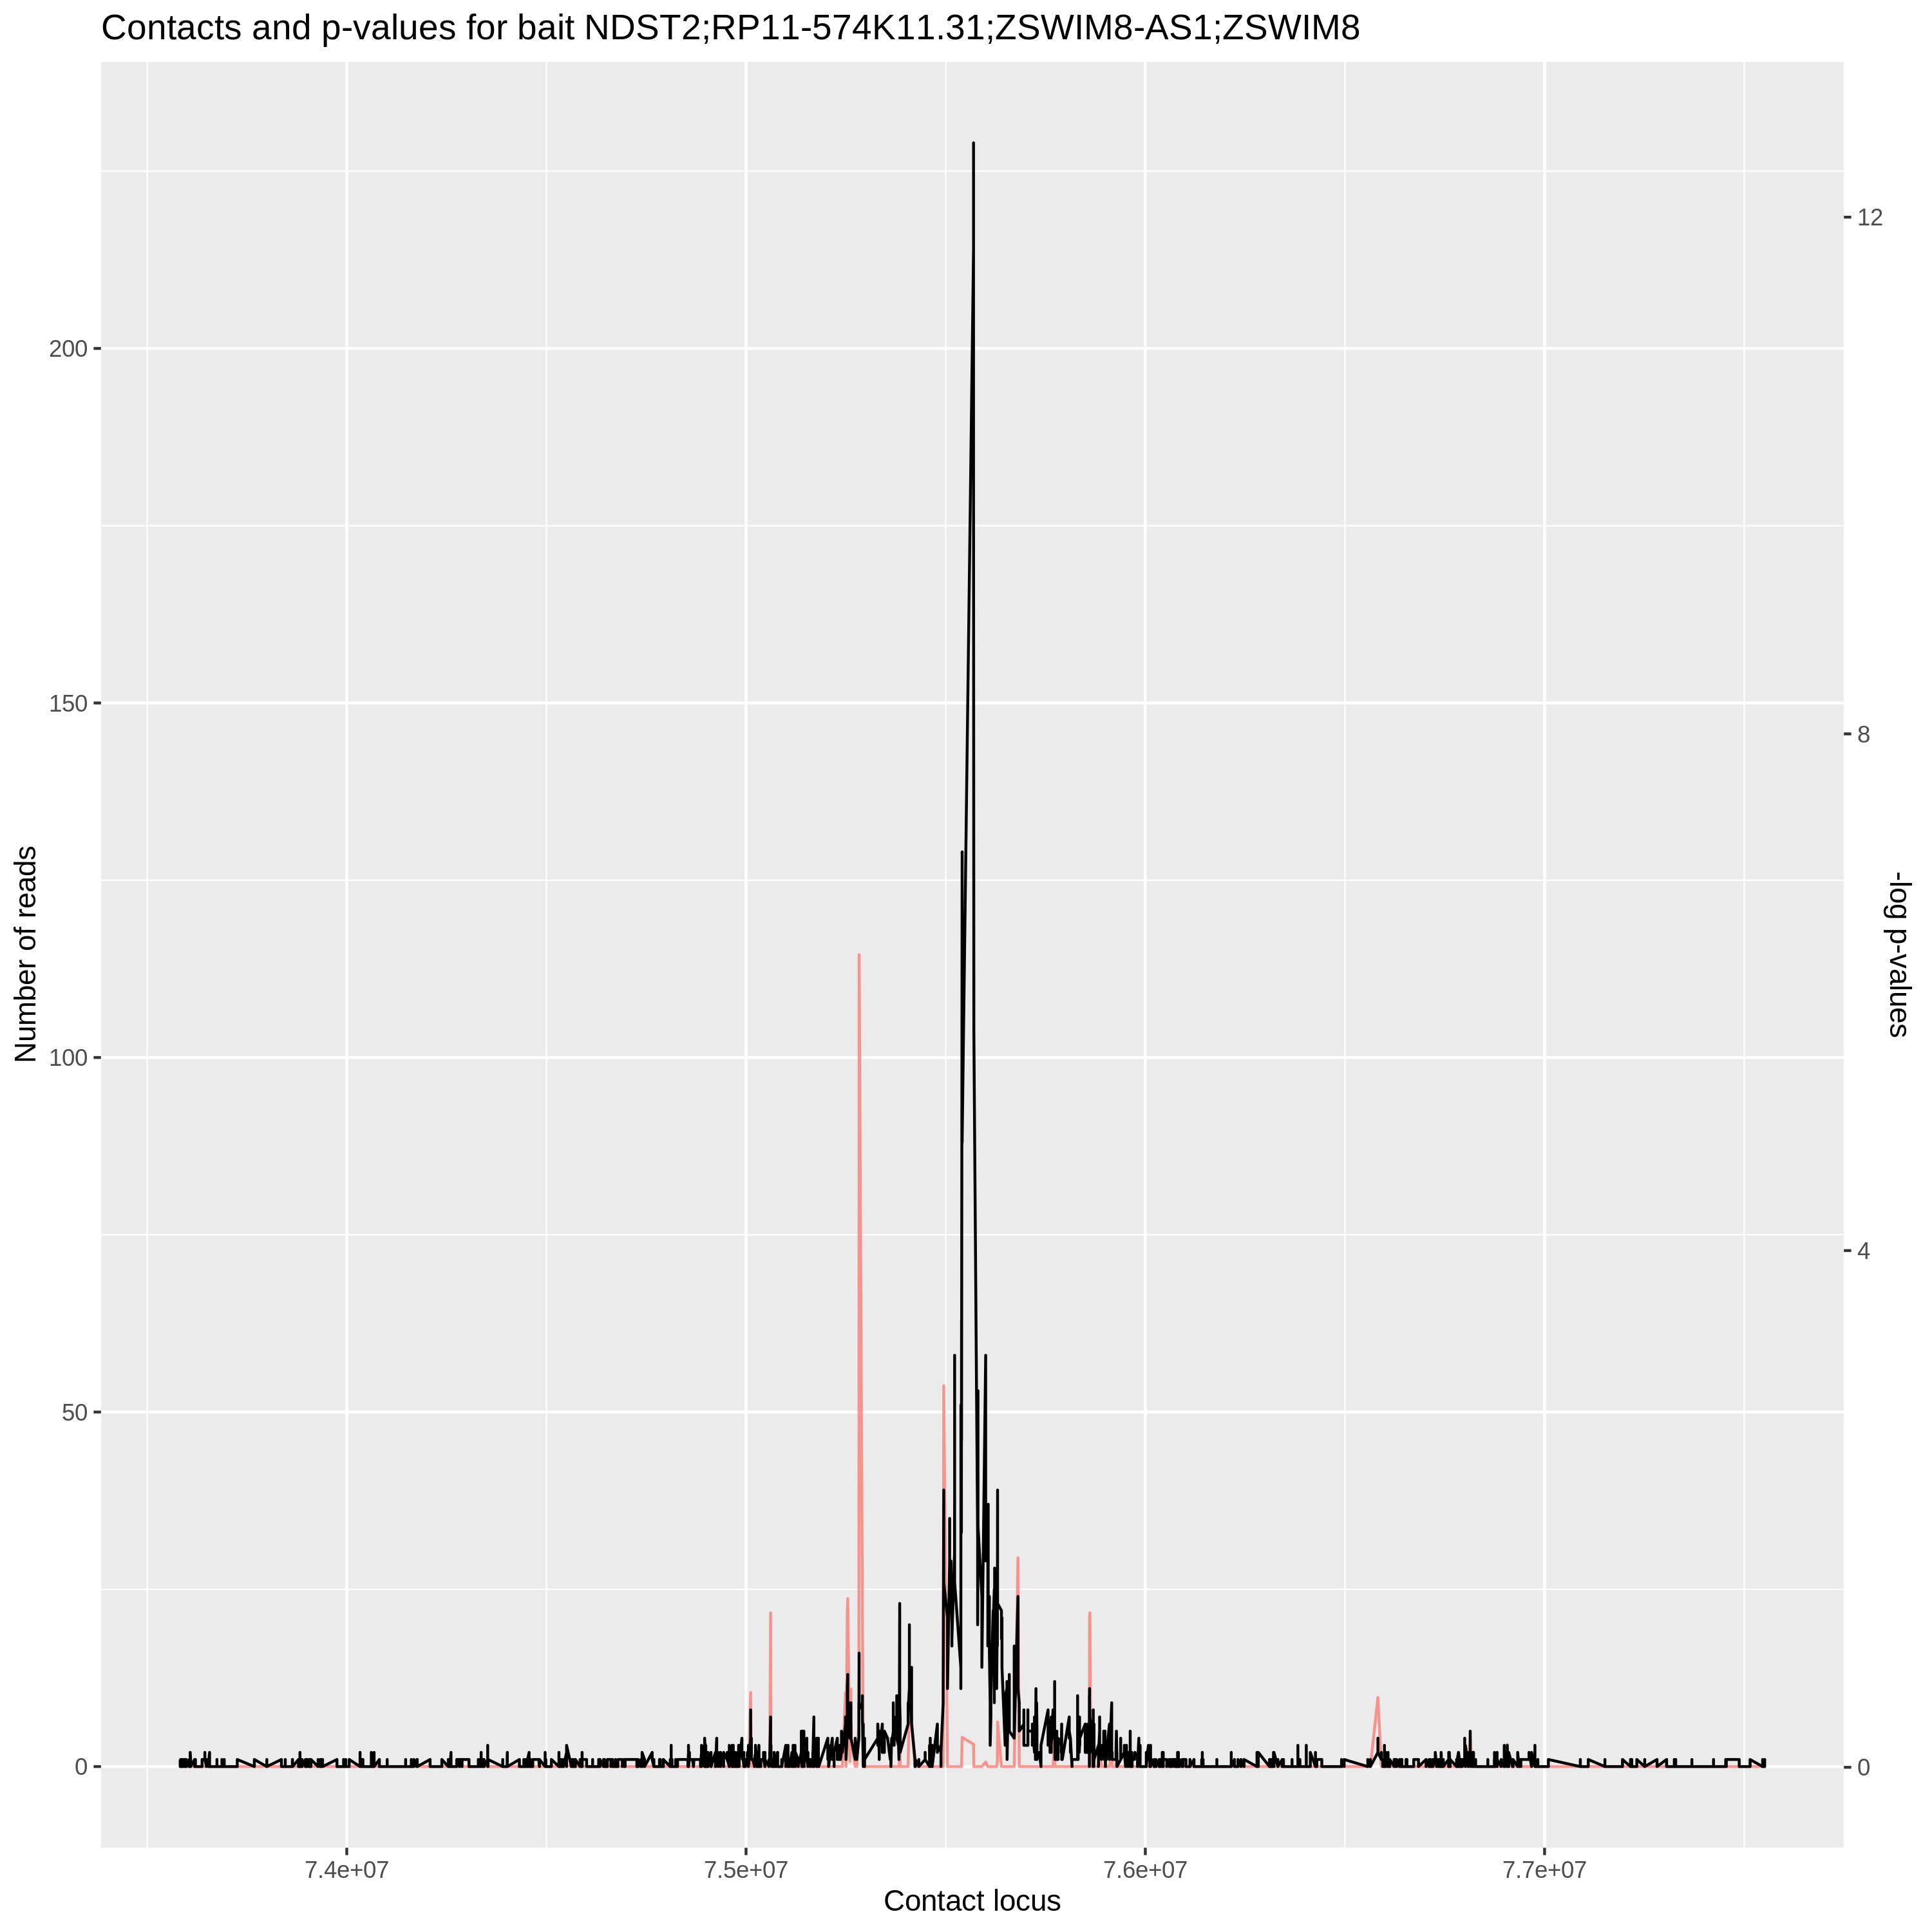 Contacts and p-values for bait NDST2;RP11-574K11.31;ZSWIM8-AS1;ZSWIM8
200
150
100
50
0
Number of reads
12
8
4
0
-log p-values
7.4e+07
7.5e+07
7.6e+07
7.7e+07
Contact locus